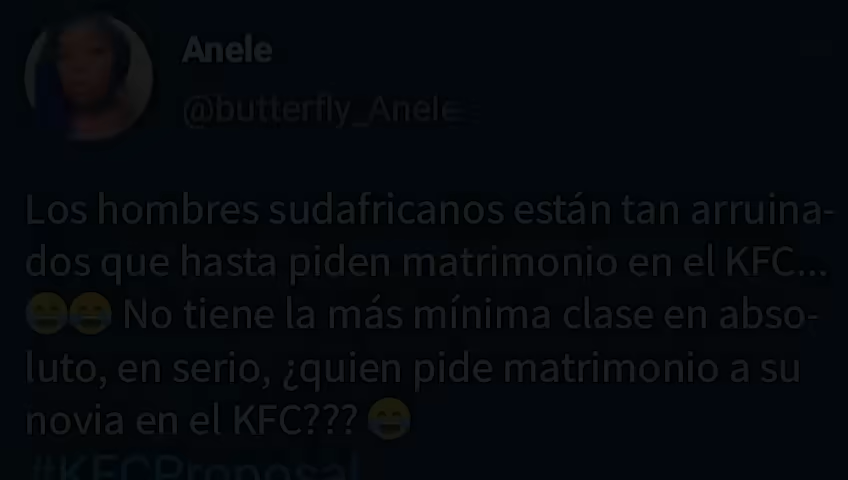 Anele
@butterfly_Anele
Los hombres sudafricanos están tan arruina-
dos que hasta piden matrimonio en el KFC...
😂😂 No tiene la más mínima clase en abso-
luto, en serio, ¿quien pide matrimonio a su
novia en el KFC??? 😂
#KFCProposal